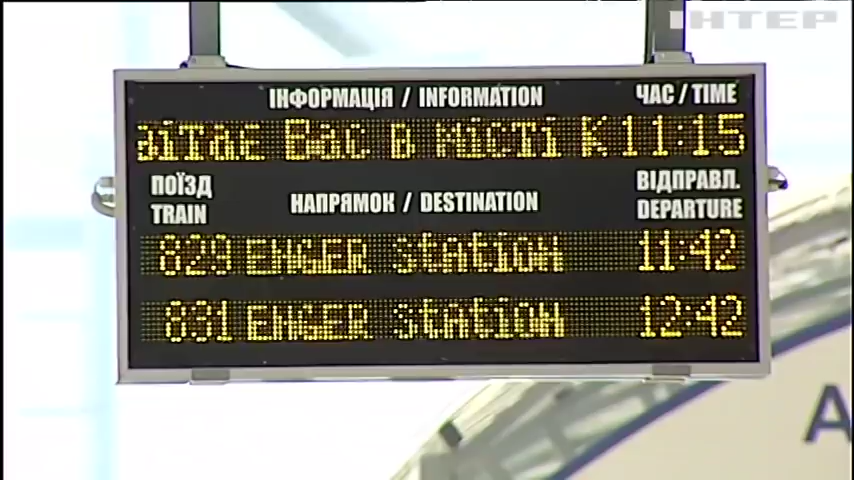 ІНТЕР
ІНФОРМАЦІЯ / INFORMATION ЧАС / TIME
вітає Вас в місті К 11:15
ПОЇЗД НАПРЯМОК / DESTINATION ВІДПРАВЛ.
TRAIN DEPARTURE
829 ENGER station 11:42
831 ENGER station 12:42
А